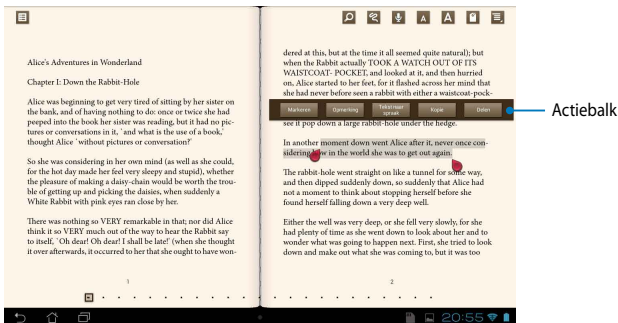 Alice's Adventures in Wonderland
Chapter I: Down the Rabbit-Hole
Alice was beginning to get very tired of sitting by her sister on
the bank, and of having nothing to do: once or twice she had
peeped into the book her sister was reading, but it had no pic-
tures or conversations in it, `and what is the use of a book,'
thought Alice `without pictures or conversation?'
So she was considering in her own mind (as well as she could,
for the hot day made her feel very sleepy and stupid), whether
the pleasure of making a daisy-chain would be worth the trou-
ble of getting up and picking the daisies, when suddenly a
White Rabbit with pink eyes ran close by her.
There was nothing so VERY remarkable in that; nor did Alice
think it so VERY much out of the way to hear the Rabbit say
to itself, `Oh dear! Oh dear! I shall be late!' (when she thought
it over afterwards, it occurred to her that she ought to have won-
1
A A
dered at this, but at the time it all seemed quite natural); but
when the Rabbit actually TOOK A WATCH OUT OF ITS
WAISTCOAT- POCKET, and looked at it, and then hurried
on, Alice started to her feet, for it flashed across her mind that
she had never before seen a rabbit with either a waistcoat-pock-
Markeren Opmerking Tekst naar spraak Kopie Delen
Actiebalk
see it pop down a large rabbit-hole under the hedge.
In another moment down went Alice after it, never once con-
sidering how in the world she was to get out again.
The rabbit-hole went straight on like a tunnel for some way,
and then dipped suddenly down, so suddenly that Alice had
not a moment to think about stopping herself before she
found herself falling down a very deep well.
Either the well was very deep, or she fell very slowly, for she
had plenty of time as she went down to look about her and to
wonder what was going to happen next. First, she tried to look
down and make out what she was coming to, but it was too
2
20:55